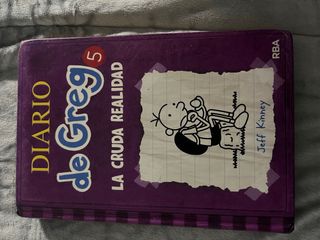 DIARIO
de Greg 5
LA CRUDA REALIDAD
Jeff Kinney
RBA